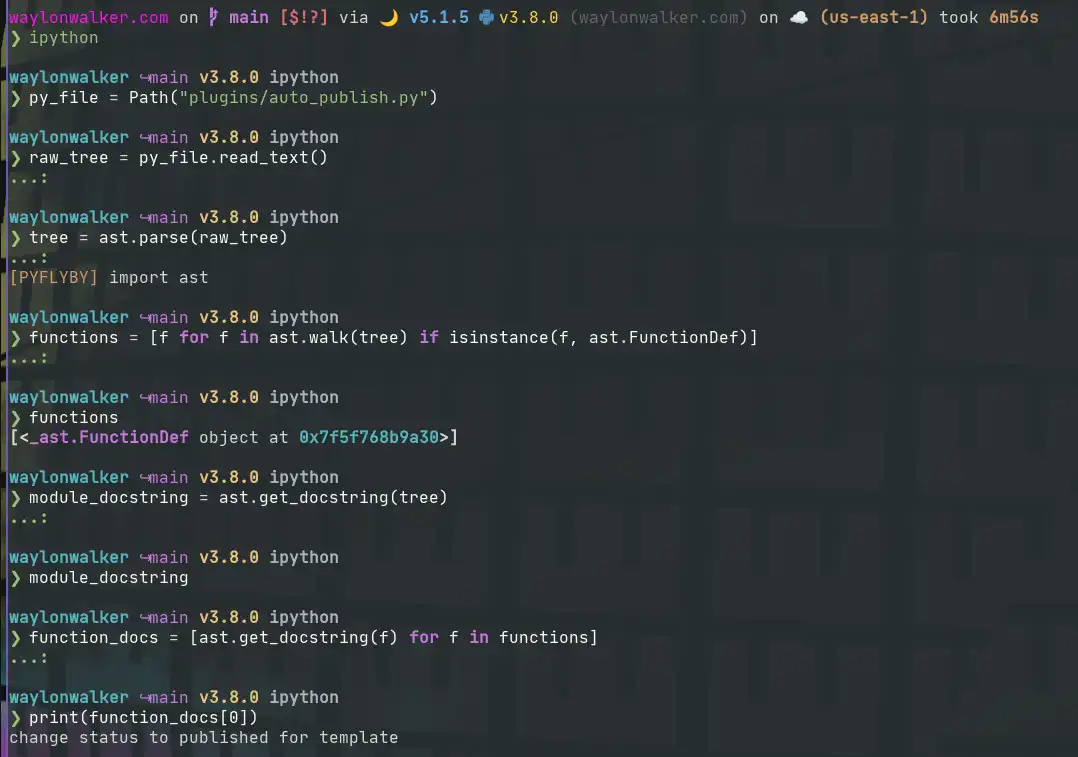 waylonwalker.com on main [$!?] via 🌙 v5.1.5 🐍v3.8.0 (waylonwalker.com) on ☁️ (us-east-1) took 6m56s
❯ ipython
waylonwalker ↪main v3.8.0 ipython
❯ py_file = Path("plugins/auto_publish.py")
waylonwalker ↪main v3.8.0 ipython
❯ raw_tree = py_file.read_text()
...:
waylonwalker ↪main v3.8.0 ipython
❯ tree = ast.parse(raw_tree)
...:
[PYFLYBY] import ast
waylonwalker ↪main v3.8.0 ipython
❯ functions = [f for f in ast.walk(tree) if isinstance(f, ast.FunctionDef)]
...:
waylonwalker ↪main v3.8.0 ipython
❯ functions
[<_ast.FunctionDef object at 0x7f5f768b9a30>]
waylonwalker ↪main v3.8.0 ipython
❯ module_docstring = ast.get_docstring(tree)
...:
waylonwalker ↪main v3.8.0 ipython
❯ module_docstring
waylonwalker ↪main v3.8.0 ipython
❯ function_docs = [ast.get_docstring(f) for f in functions]
...:
waylonwalker ↪main v3.8.0 ipython
❯ print(function_docs[0])
change status to published for template